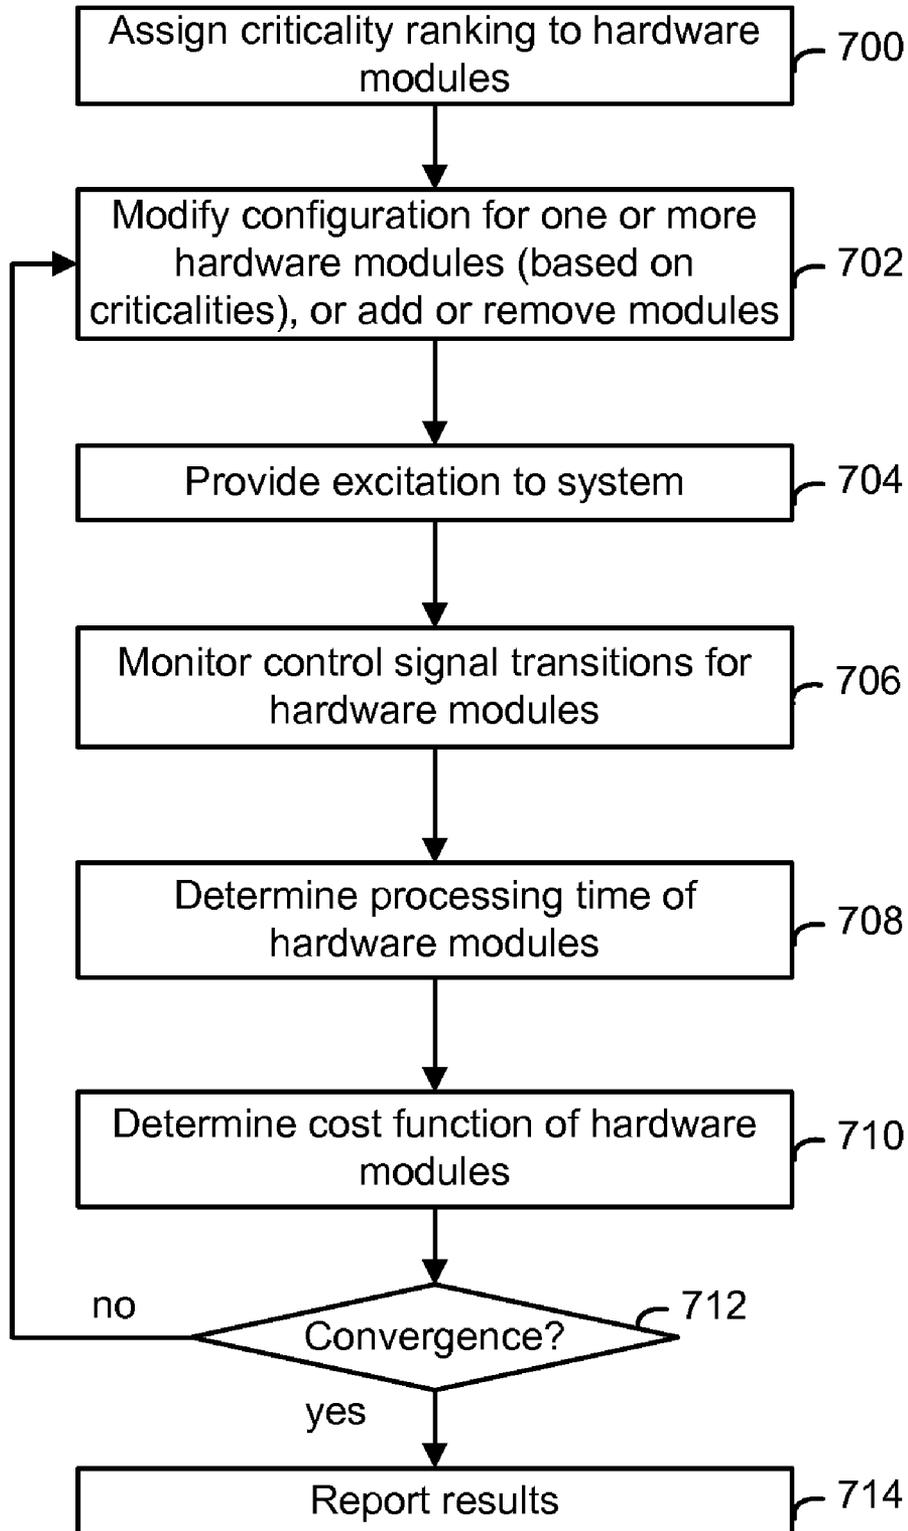 Assign criticality ranking to hardware
modules
700
Modify configuration for one or more
hardware modules (based on
criticalities), or add or remove modules
702
Provide excitation to system
704
Monitor control signal transitions for
hardware modules
706
Determine processing time of
hardware modules
708
Determine cost function of hardware
modules
710
no
Convergence?
712
yes
Report results
714